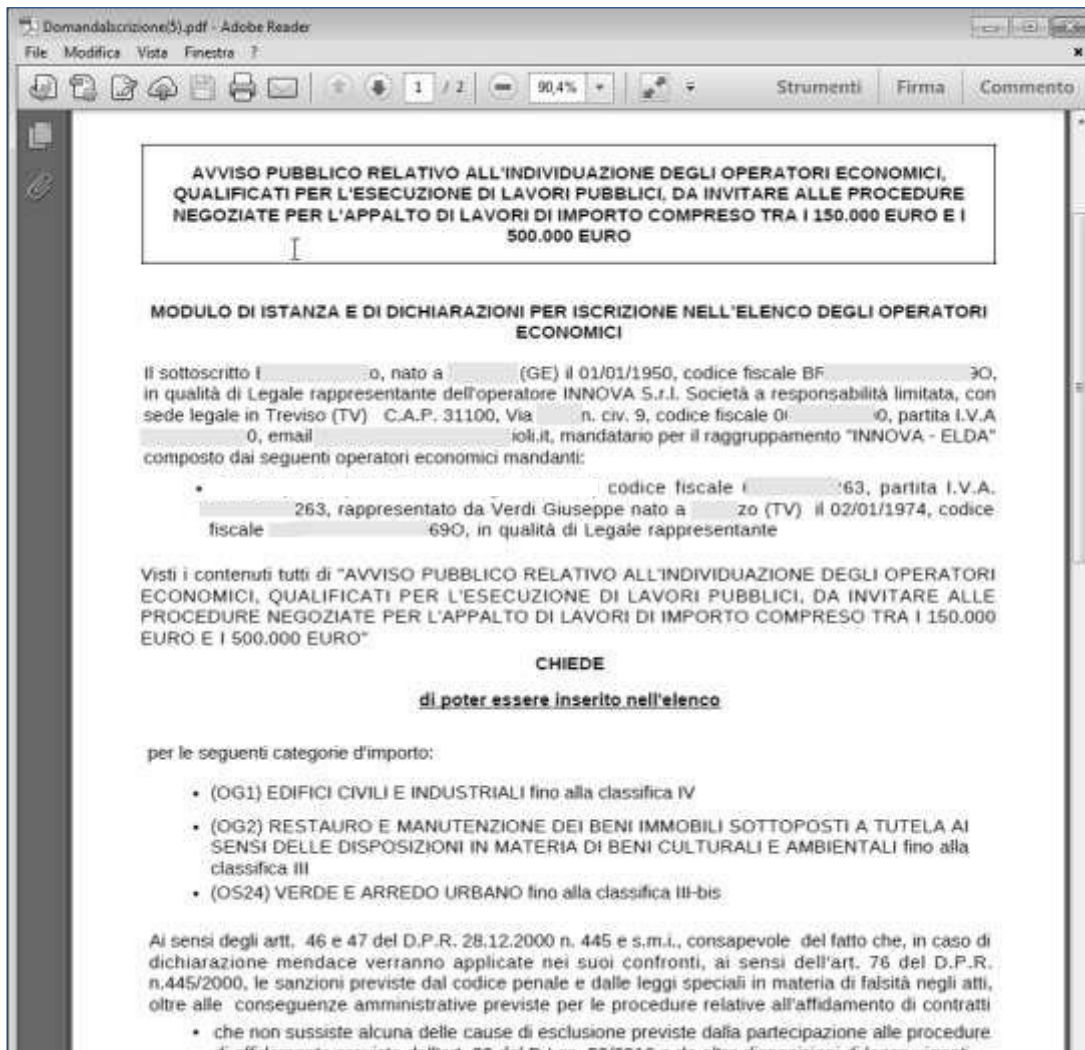 DomandaIscrizione(5).pdf - Adobe Reader
File Modifica Vista Finestra ?
1 / 2 90,4% Strumenti Firma Commento
AVVISO PUBBLICO RELATIVO ALL'INDIVIDUAZIONE DEGLI OPERATORI ECONOMICI,
QUALIFICATI PER L'ESECUZIONE DI LAVORI PUBBLICI, DA INVITARE ALLE PROCEDURE
NEGOZIATE PER L'APPALTO DI LAVORI DI IMPORTO COMPRESO TRA I 150.000 EURO E I
500.000 EURO
MODULO DI ISTANZA E DI DICHIARAZIONI PER ISCRIZIONE NELL'ELENCO DEGLI OPERATORI
ECONOMICI
Il sottoscritto o, nato a (GE) il 01/01/1950, codice fiscale BF 9O,
in qualità di Legale rappresentante dell'operatore INNOVA S.r.l. Società a responsabilità limitata, con
sede legale in Treviso (TV) C.A.P. 31100, Via n. civ. 9, codice fiscale 0 0, partita I.V.A
0, email ioli.it, mandatario per il raggruppamento "INNOVA - ELDA"
composto dai seguenti operatori economici mandanti:
• codice fiscale 63, partita I.V.A.
263, rappresentato da Verdi Giuseppe nato a zo (TV) il 02/01/1974, codice
fiscale 69O, in qualità di Legale rappresentante
Visti i contenuti tutti di "AVVISO PUBBLICO RELATIVO ALL'INDIVIDUAZIONE DEGLI OPERATORI
ECONOMICI, QUALIFICATI PER L'ESECUZIONE DI LAVORI PUBBLICI, DA INVITARE ALLE
PROCEDURE NEGOZIATE PER L'APPALTO DI LAVORI DI IMPORTO COMPRESO TRA I 150.000
EURO E I 500.000 EURO"
CHIEDE
di poter essere inserito nell'elenco
per le seguenti categorie d'importo:
• (OG1) EDIFICI CIVILI E INDUSTRIALI fino alla classifica IV
• (OG2) RESTAURO E MANUTENZIONE DEI BENI IMMOBILI SOTTOPOSTI A TUTELA AI
SENSI DELLE DISPOSIZIONI IN MATERIA DI BENI CULTURALI E AMBIENTALI fino alla
classifica III
• (OS24) VERDE E ARREDO URBANO fino alla classifica III-bis
Ai sensi degli artt. 46 e 47 del D.P.R. 28.12.2000 n. 445 e s.m.i., consapevole del fatto che, in caso di
dichiarazione mendace verranno applicate nei suoi confronti, ai sensi dell'art. 76 del D.P.R.
n.445/2000, le sanzioni previste dal codice penale e dalle leggi speciali in materia di falsità negli atti,
oltre alle conseguenze amministrative previste per le procedure relative all'affidamento di contratti
• che non sussiste alcuna delle cause di esclusione previste dalla partecipazione alle procedure